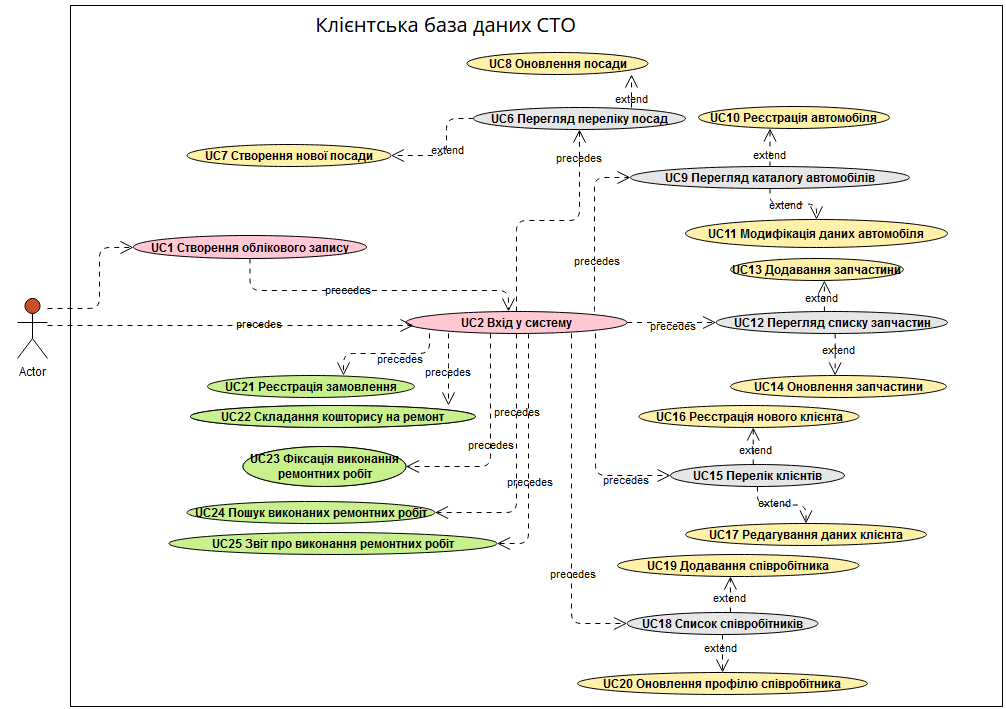 Клієнтська база даних СТО
UC8 Оновлення посади
extend
UC6 Перегляд переліку посад
UC10 Реєстрація автомобіля
extend
UC7 Створення нової посади
precedes
extend
UC9 Перегляд каталогу автомобілів
extend
UC11 Модифікація даних автомобіля
UC1 Створення облікового запису
precedes
UC13 Додавання запчастини
precedes
extend
precedes
UC2 Вхід у систему
precedes
UC12 Перегляд списку запчастин
Actor
precedes
precedes
extend
UC21 Реєстрація замовлення
UC14 Оновлення запчастини
UC22 Складання кошторису на ремонт
precedes
UC16 Реєстрація нового клієнта
precedes
extend
UC23 Фіксація виконання
ремонтних робіт
precedes
precedes
UC15 Перелік клієнтів
extend
UC24 Пошук виконаних ремонтних робіт
UC17 Редагування даних клієнта
UC25 Звіт про виконання ремонтних робіт
precedes
UC19 Додавання співробітника
extend
UC18 Список співробітників
extend
UC20 Оновлення профілю співробітника